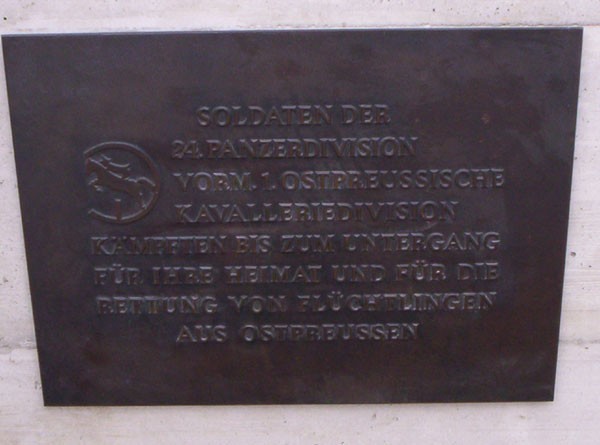 SOLDATEN DER
24. PANZERDIVISION
VORM. 1. OSTPREUSSISCHE
KAVALLERIEDIVISION
KÄMPFTEN BIS ZUM UNTERGANG
FÜR IHRE HEIMAT UND FÜR DIE
RETTUNG VON FLÜCHTLINGEN
AUS OSTPREUSSEN